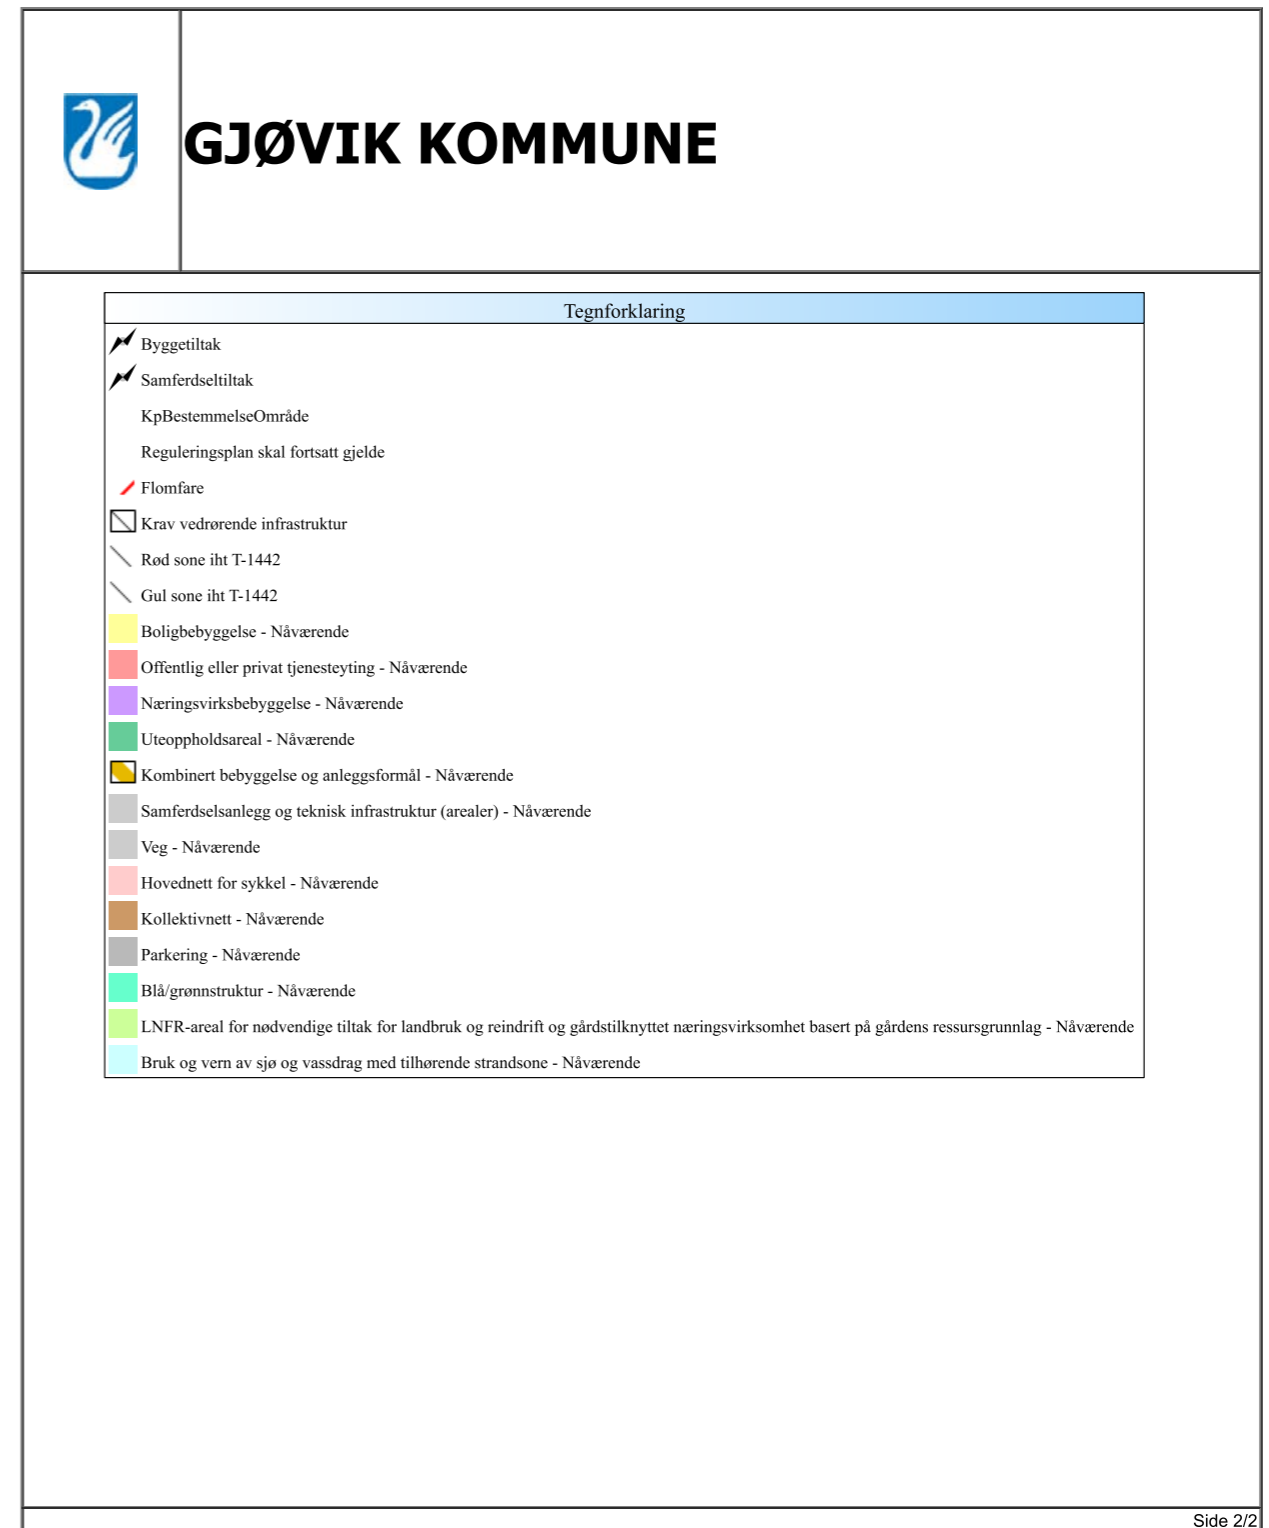 GJØVIK KOMMUNE
Tegnforklaring
Byggetiltak
Samferdseltiltak
KpBestemmelseOmråde
Reguleringsplan skal fortsatt gjelde
Flomfare
Krav vedrørende infrastruktur
Rød sone iht T-1442
Gul sone iht T-1442
Boligbebyggelse - Nåværende
Offentlig eller privat tjenesteyting - Nåværende
Næringsvirksbebyggelse - Nåværende
Uteoppholdsareal - Nåværende
Kombinert bebyggelse og anleggsformål - Nåværende
Samferdselsanlegg og teknisk infrastruktur (arealer) - Nåværende
Veg - Nåværende
Hovednett for sykkel - Nåværende
Kollektivnett - Nåværende
Parkering - Nåværende
Blå/grønnstruktur - Nåværende
LNFR-areal for nødvendige tiltak for landbruk og reindrift og gårdstilknyttet næringsvirksomhet basert på gårdens ressursgrunnlag - Nåværende
Bruk og vern av sjø og vassdrag med tilhørende strandsone - Nåværende
Side 2/2